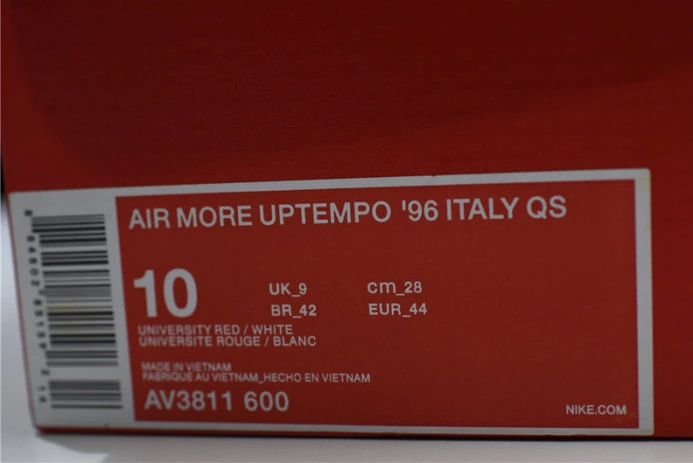 AIR MORE UPTEMPO '96 ITALY QS
10
UK_9 cm_28
BR_42 EUR_44
UNIVERSITY RED / WHITE
UNIVERSITE ROUGE / BLANC
MADE IN VIETNAM
FABRIQUE AU VIETNAM_HECHO EN VIETNAM
AV3811 600
NIKE.COM